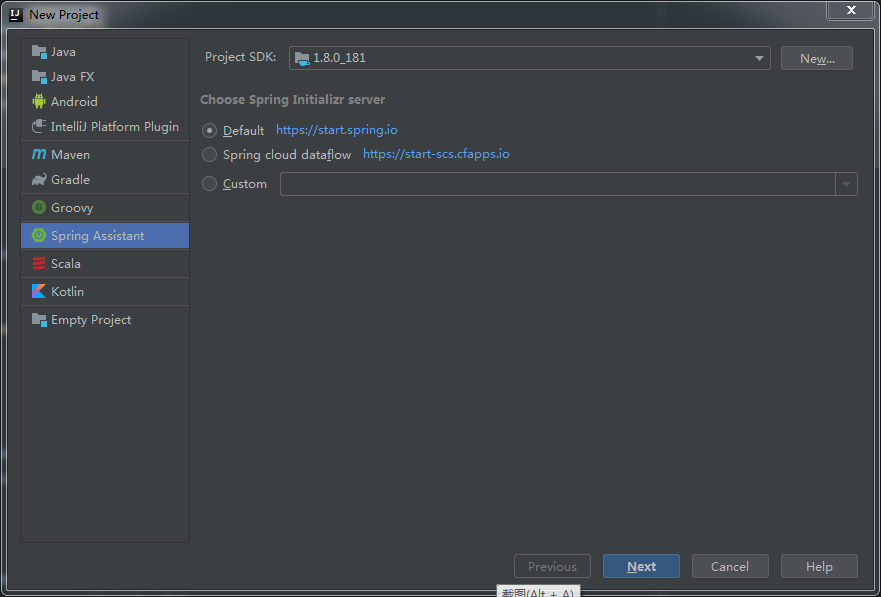 New Project
Java
Java FX
Android
IntelliJ Platform Plugin
Maven
Gradle
Groovy
Spring Assistant
Scala
Kotlin
Empty Project
Project SDK: 1.8.0_181 New...
Choose Spring Initializr server
Default https://start.spring.io
Spring cloud dataflow https://start-scs.cfapps.io
Custom
Previous Next Cancel Help
截图(Alt + A)